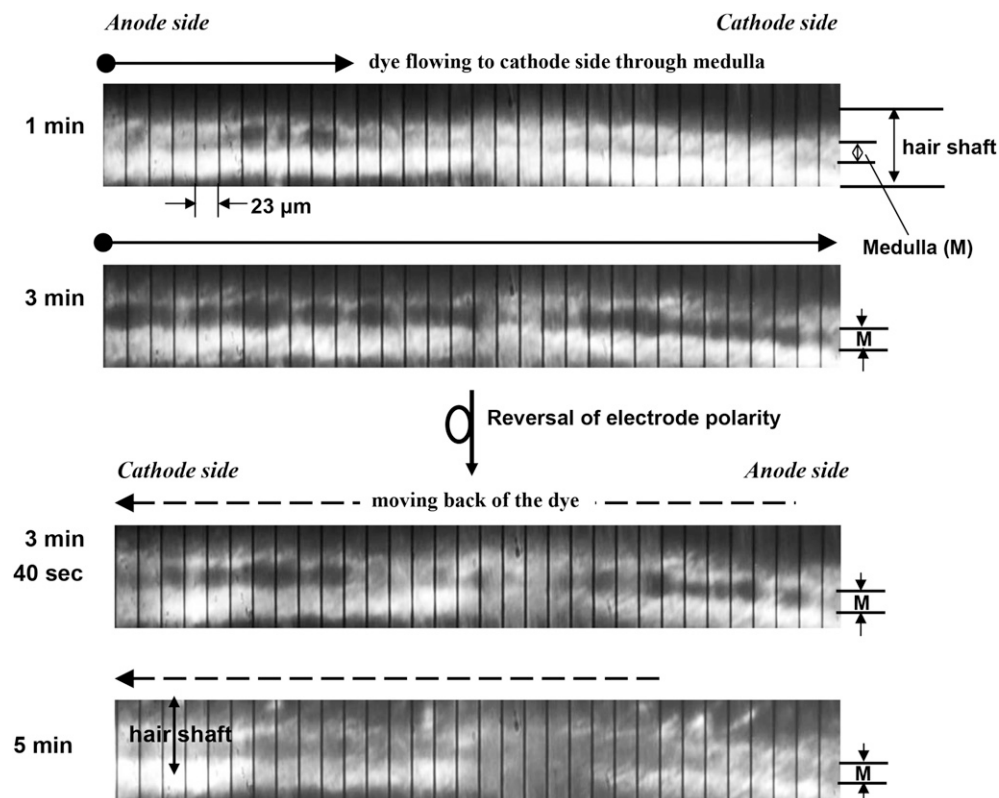 Anode side
Cathode side
dye flowing to cathode side through medulla
1 min
hair shaft
23 µm
Medulla (M)
3 min
M
Reversal of electrode polarity
Cathode side
Anode side
moving back of the dye
3 min
40 sec
M
hair shaft
5 min
M